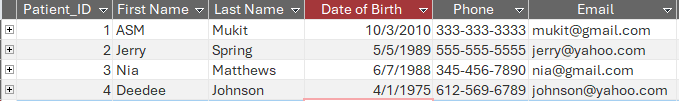 Patient_ID First Name Last Name Date of Birth Phone Email
1 ASM Mukit 10/3/2010 333-333-3333 mukit@gmail.com
2 Jerry Spring 5/5/1989 555-555-5555 jerry@yahoo.com
3 Nia Matthews 6/7/1988 345-456-7890 nia@gmail.com
4 Deedee Johnson 4/1/1975 612-569-6789 johnson@yahoo.com